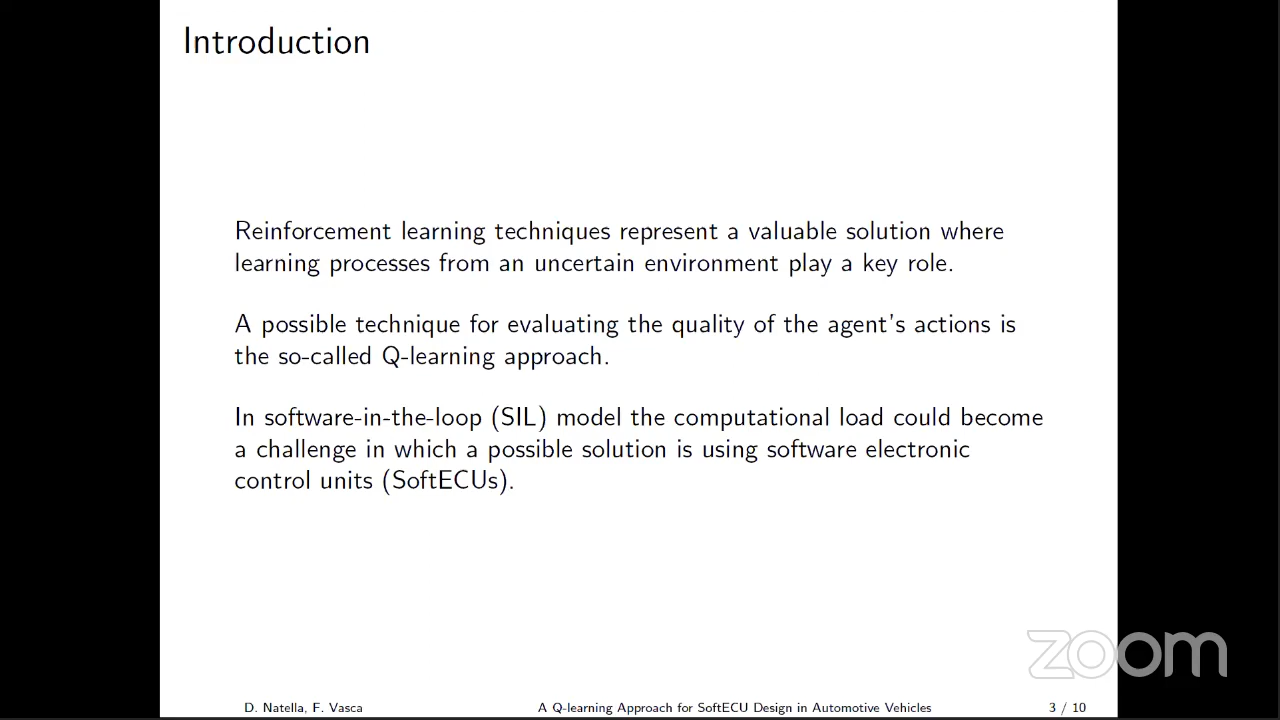 Introduction
Reinforcement learning techniques represent a valuable solution where
learning processes from an uncertain environment play a key role.
A possible technique for evaluating the quality of the agent's actions is
the so-called Q-learning approach.
In software-in-the-loop (SIL) model the computational load could become
a challenge in which a possible solution is using software electronic
control units (SoftECUs).
zoom
D. Natella, F. Vasca A Q-learning Approach for SoftECU Design in Automotive Vehicles 3 / 10